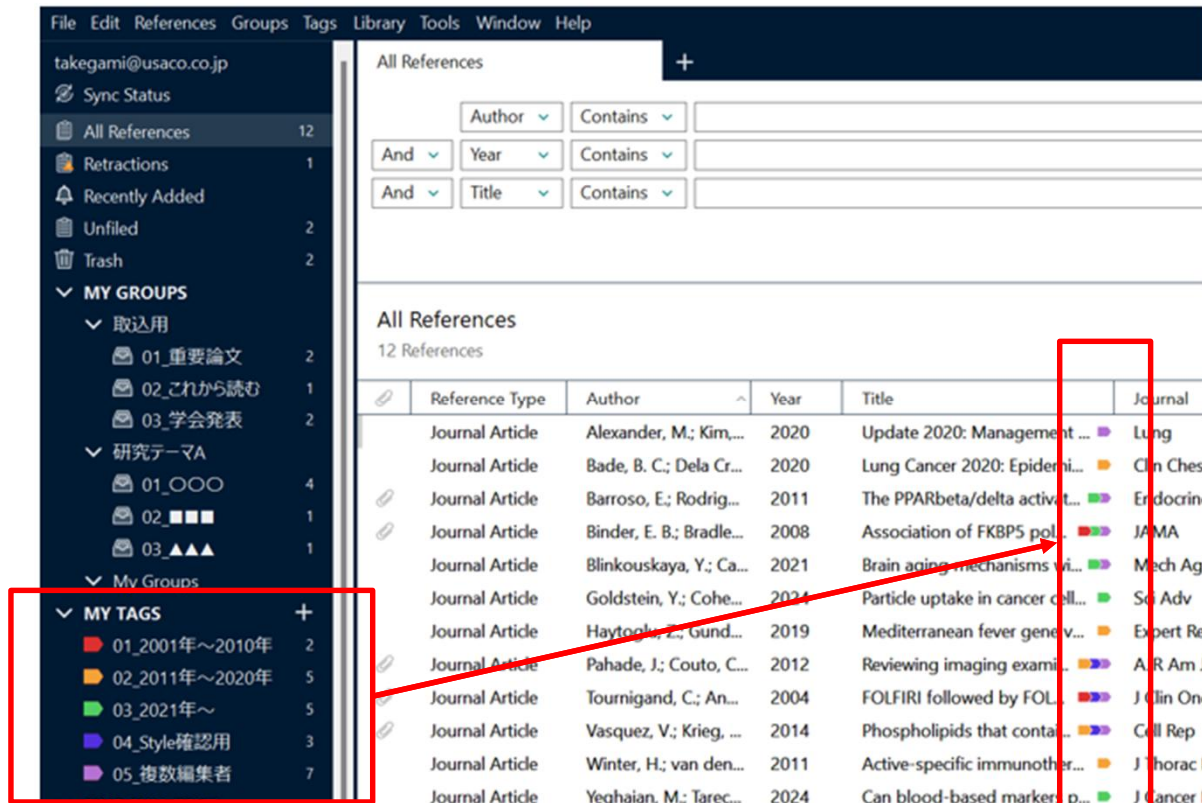 File Edit References Groups Tags Library Tools Window Help
takegami@usaco.co.jp
Sync Status
All References 12
Retractions 1
Recently Added
Unfiled 2
Trash 2
MY GROUPS
取込用
01_重要論文 2
02_これから読む 1
03_学会発表 2
研究テーマA
01_〇〇〇 4
02_■■■ 1
03_▲▲▲ 1
My Groups
MY TAGS +
01_2001年～2010年 2
02_2011年～2020年 5
03_2021年～ 5
04_Style確認用 3
05_複数編集者 7
All References +
Author Contains
And Year Contains
And Title Contains
All References
12 References
Reference Type Author Year Title Journal
Journal Article Alexander, M.; Kim,... 2020 Update 2020: Management ... Lung
Journal Article Bade, B. C.; Dela Cr... 2020 Lung Cancer 2020: Epidemi... Clin Ches
Journal Article Barroso, E.; Rodrig... 2011 The PPARbeta/delta activat... Endocrin
Journal Article Binder, E. B.; Bradle... 2008 Association of FKBP5 pol... JAMA
Journal Article Blinkouskaya, Y.; Ca... 2021 Brain aging mechanisms wi... Mech Ag
Journal Article Goldstein, Y.; Cohe... 2024 Particle uptake in cancer cell... Sci Adv
Journal Article Haytoglu, Z.; Gund... 2019 Mediterranean fever gene v... Expert Re
Journal Article Pahade, J.; Couto, C... 2012 Reviewing imaging exami... AJR Am J
Journal Article Tournigand, C.; An... 2004 FOLFIRI followed by FOL... J Clin On
Journal Article Vasquez, V.; Krieg, ... 2014 Phospholipids that contai... Cell Rep
Journal Article Winter, H.; van den... 2011 Active-specific immunother... J Thorac
Journal Article Yeghaian, M.; Tarec... 2024 Can blood-based markers p... J Cancer